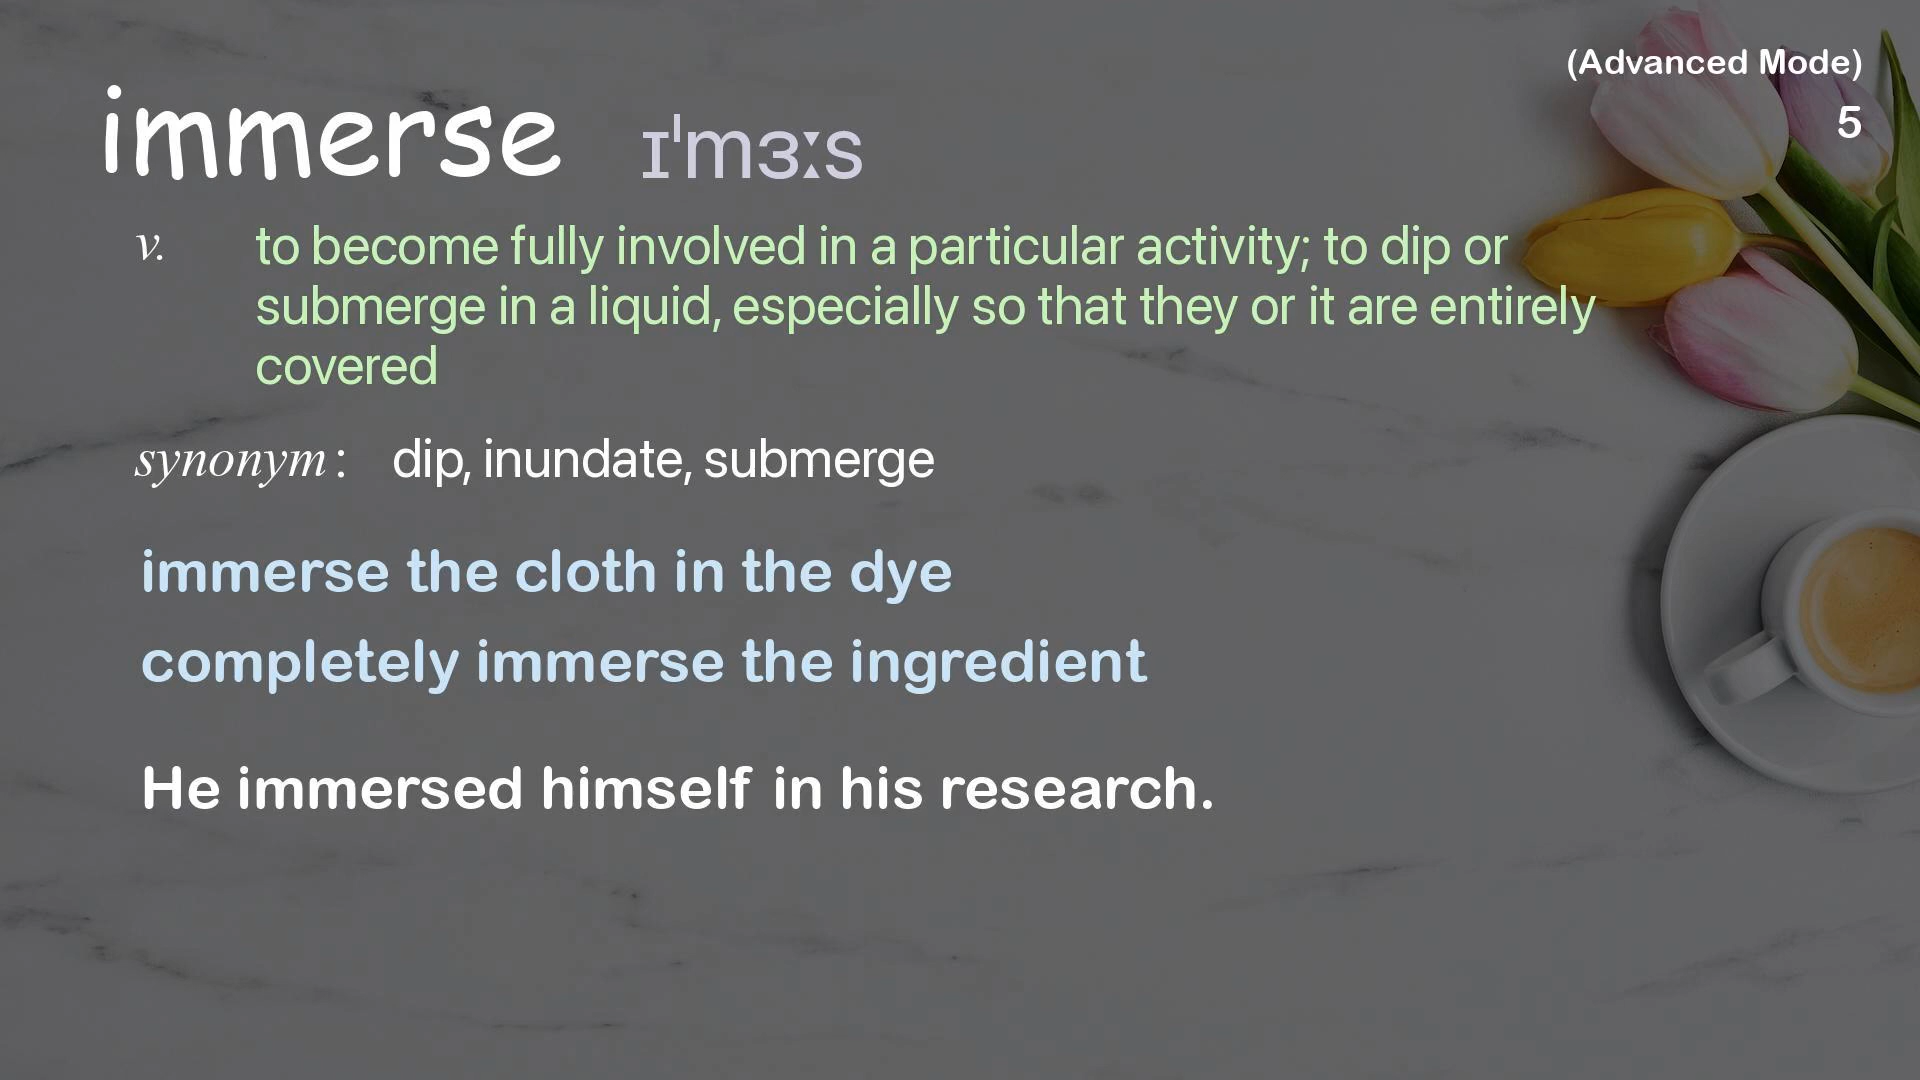 (Advanced Mode)
immerse ɪˈmɜːs
5
v. to become fully involved in a particular activity; to dip or
submerge in a liquid, especially so that they or it are entirely
covered
synonym: dip, inundate, submerge
immerse the cloth in the dye
completely immerse the ingredient
He immersed himself in his research.